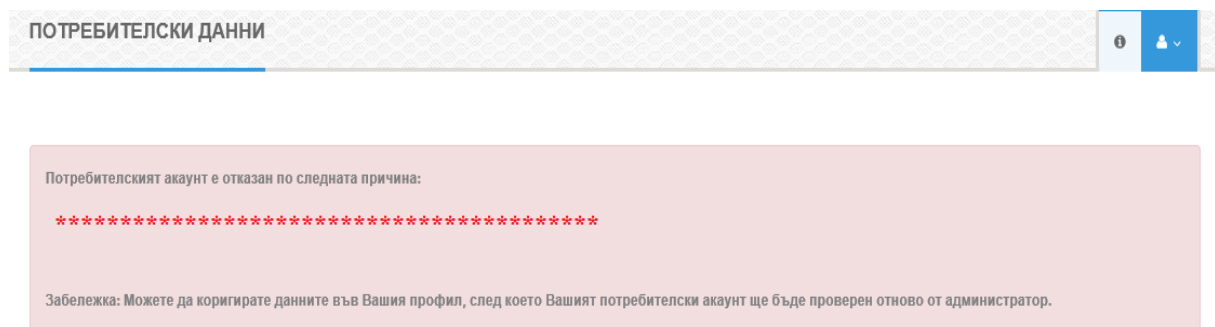 ПОТРЕБИТЕЛСКИ ДАННИ
Потребителският акаунт е отказан по следната причина:
******************************************
Забележка: Можете да коригирате данните във Вашия профил, след което Вашият потребителски акаунт ще бъде проверен отново от администратор.